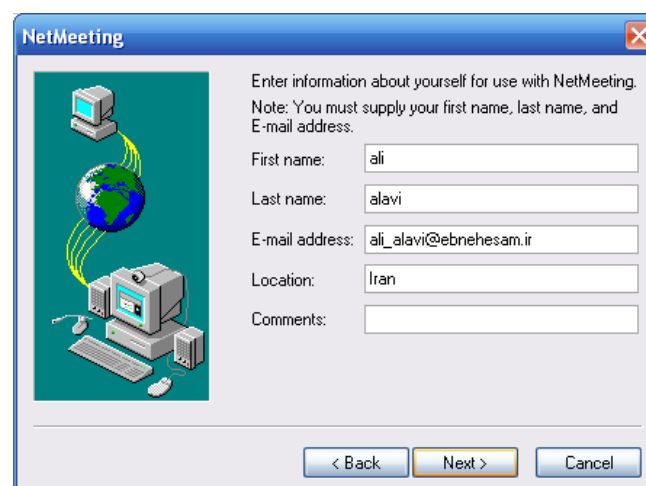 NetMeeting
Enter information about yourself for use with NetMeeting.
Note: You must supply your first name, last name, and
E-mail address.
First name: ali
Last name: alavi
E-mail address: ali_alavi@ebnehesam.ir
Location: Iran
Comments:
< Back Next > Cancel